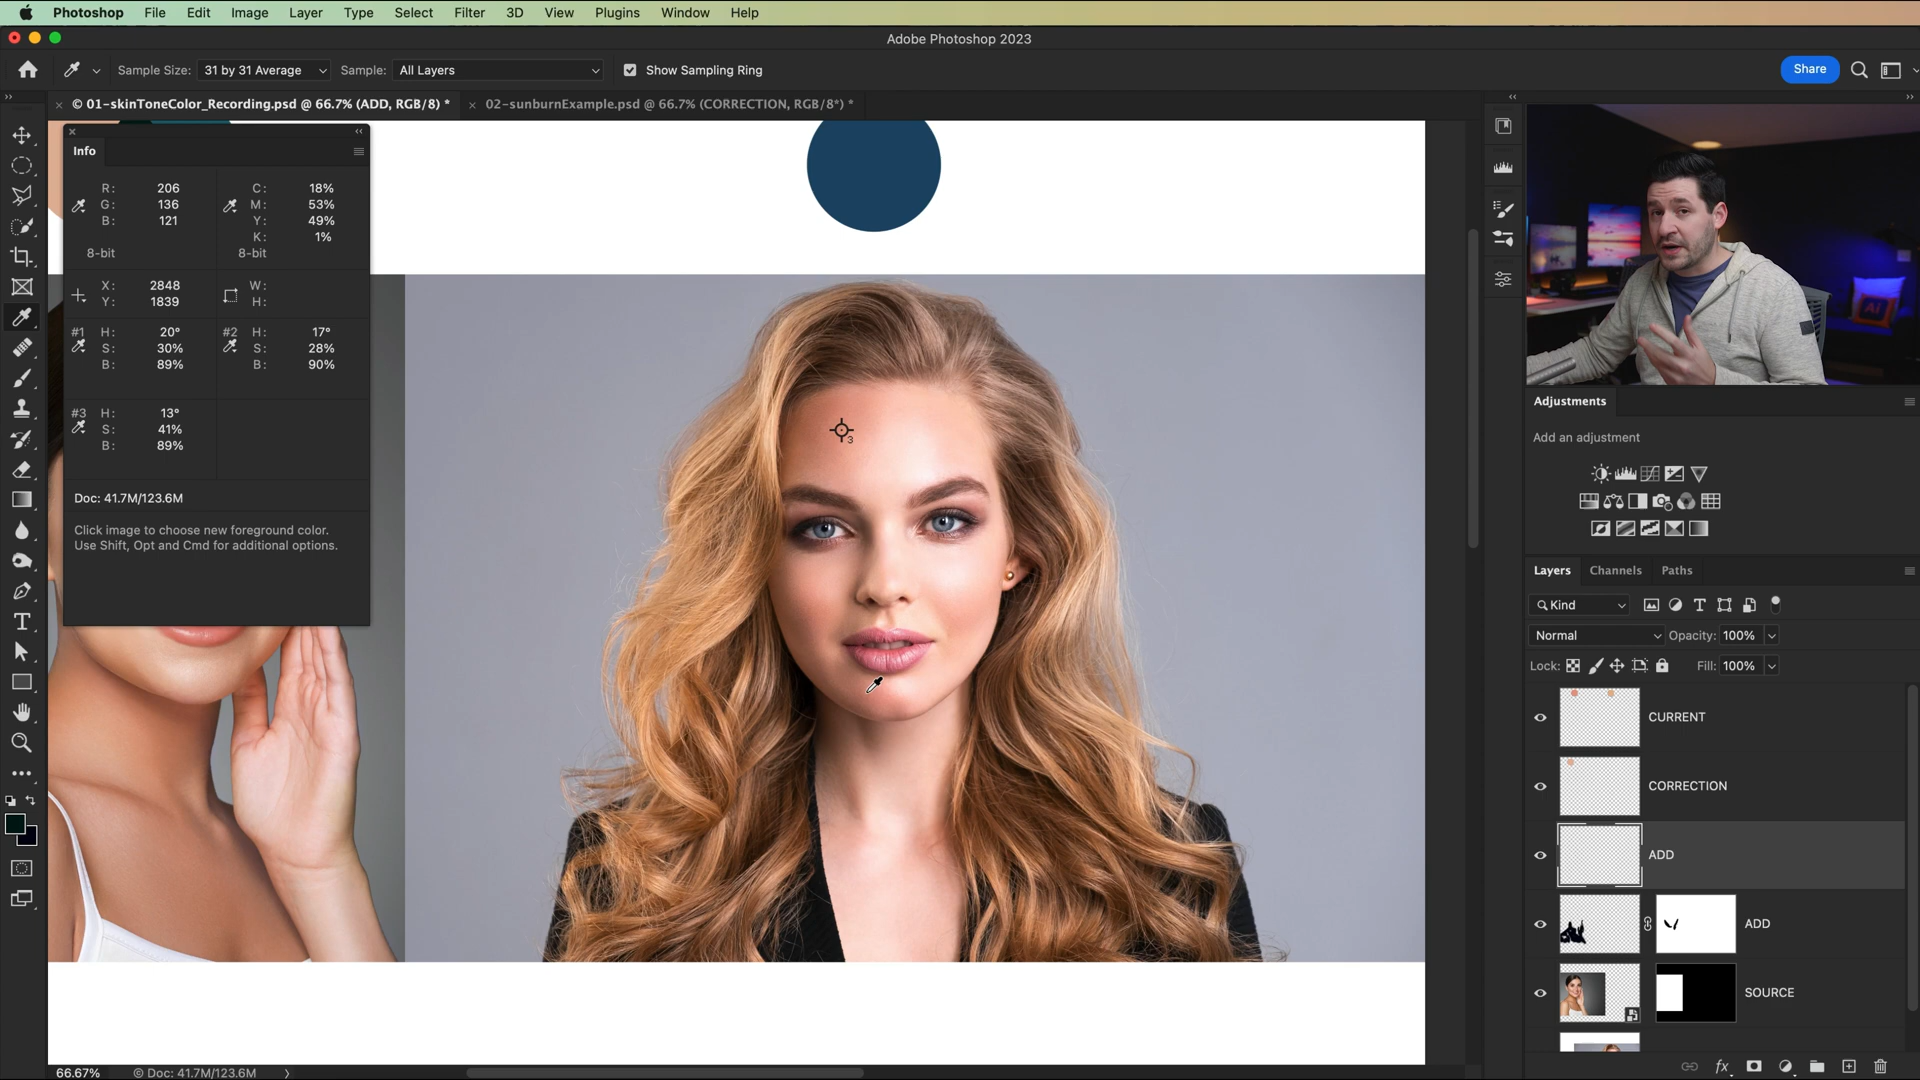 Photoshop File Edit Image Layer Type Select Filter 3D View Plugins Window Help
Adobe Photoshop 2023
Sample Size: 31 by 31 Average Sample: All Layers Show Sampling Ring Share
© 01-skinToneColor_Recording.psd @ 66.7% (ADD, RGB/8) * 02-sunburnExample.psd @ 66.7% (CORRECTION, RGB/8*) *
Info
R: 206 C: 18%
G: 136 M: 53%
B: 121 Y: 49%
K: 1%
8-bit 8-bit
X: 2848 W:
Y: 1839 H:
#1 H: 20° #2 H: 17°
S: 30% S: 28%
B: 89% B: 90%
#3 H: 13°
S: 41%
B: 89%
Doc: 41.7M/123.6M
Click image to choose new foreground color.
Use Shift, Opt and Cmd for additional options.
3
AI
Adjustments
Add an adjustment
Layers Channels Paths
Kind
Normal Opacity: 100%
Lock: Fill: 100%
CURRENT
CORRECTION
ADD
ADD
SOURCE
fx
66.67% © Doc: 41.7M/123.6M